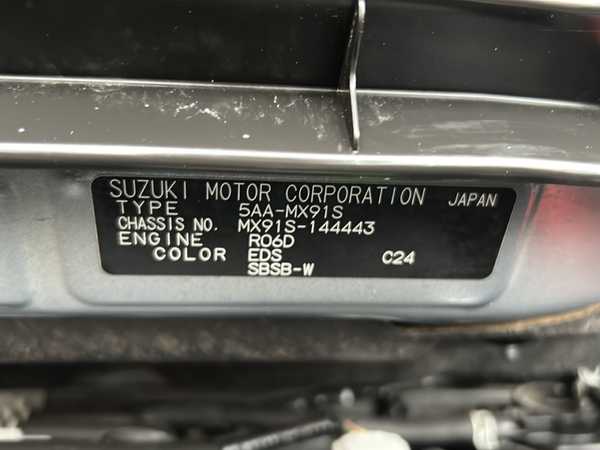 SUZUKI MOTOR CORPORATION JAPAN
TYPE 5AA-MX91S
CHASSIS NO. MX91S-144443
ENGINE R06D
COLOR EDS C24
SBSB-W